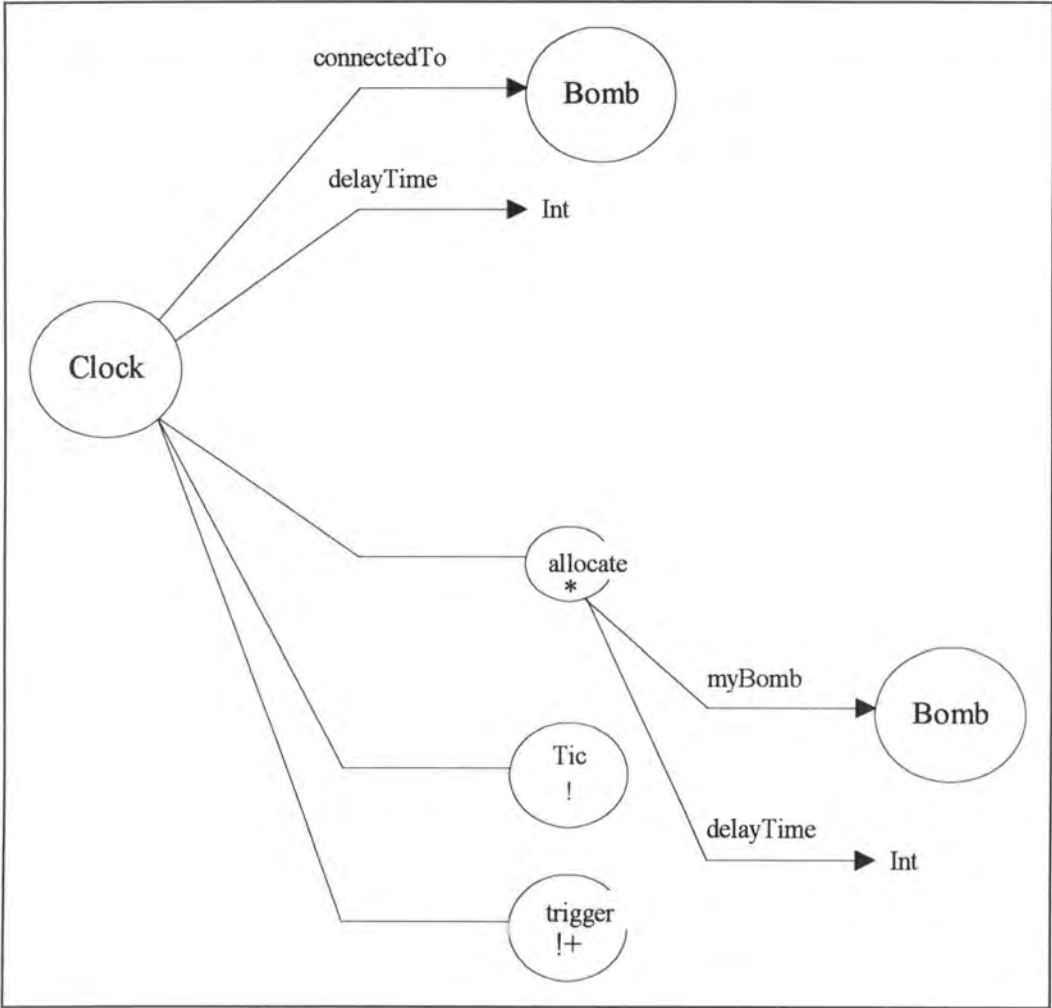 connectedTo
Bomb
delayTime
Int
Clock
allocate
*
myBomb
Bomb
Tic
!
delayTime
Int
trigger
!+